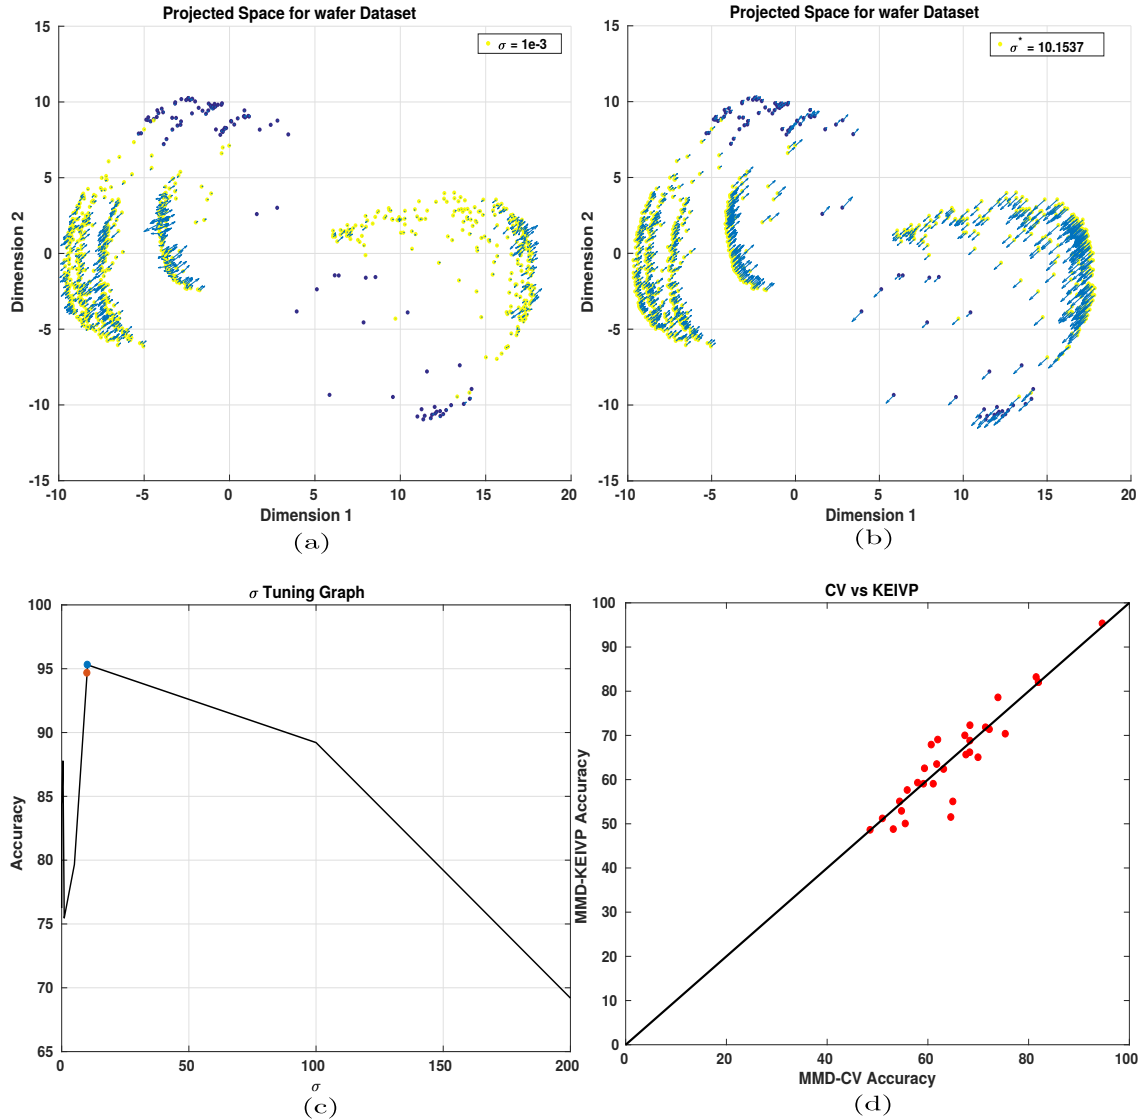 Projected Space for wafer Dataset
σ = 1e-3
15
10
5
0
-5
-10
-15
Dimension 2
-10 -5 0 5 10 15 20
Dimension 1
(a)
Projected Space for wafer Dataset
σ* = 10.1537
15
10
5
0
-5
-10
-15
Dimension 2
-10 -5 0 5 10 15 20
Dimension 1
(b)
σ Tuning Graph
100
95
90
85
80
75
70
65
Accuracy
0 50 100 150 200
σ
(c)
CV vs KEIVP
100
90
80
70
60
50
40
30
20
10
0
MMD-KEIVP Accuracy
0 20 40 60 80 100
MMD-CV Accuracy
(d)